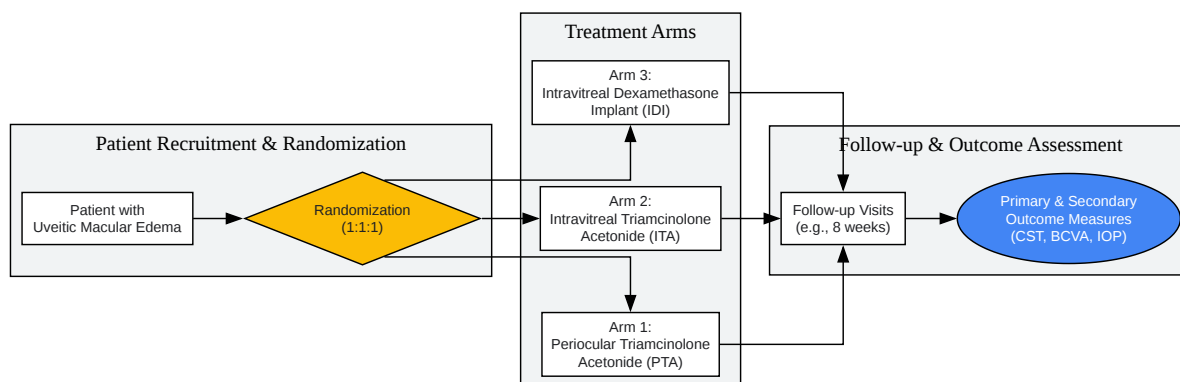 Patient Recruitment & Randomization
Patient with
Uveitic Macular Edema
Randomization
(1:1:1)
Treatment Arms
Arm 3:
Intravitreal Dexamethasone
Implant (IDI)
Arm 2:
Intravitreal Triamcinolone
Acetonide (ITA)
Arm 1:
Periocular Triamcinolone
Acetonide (PTA)
Follow-up & Outcome Assessment
Follow-up Visits
(e.g., 8 weeks)
Primary & Secondary
Outcome Measures
(CST, BCVA, IOP)